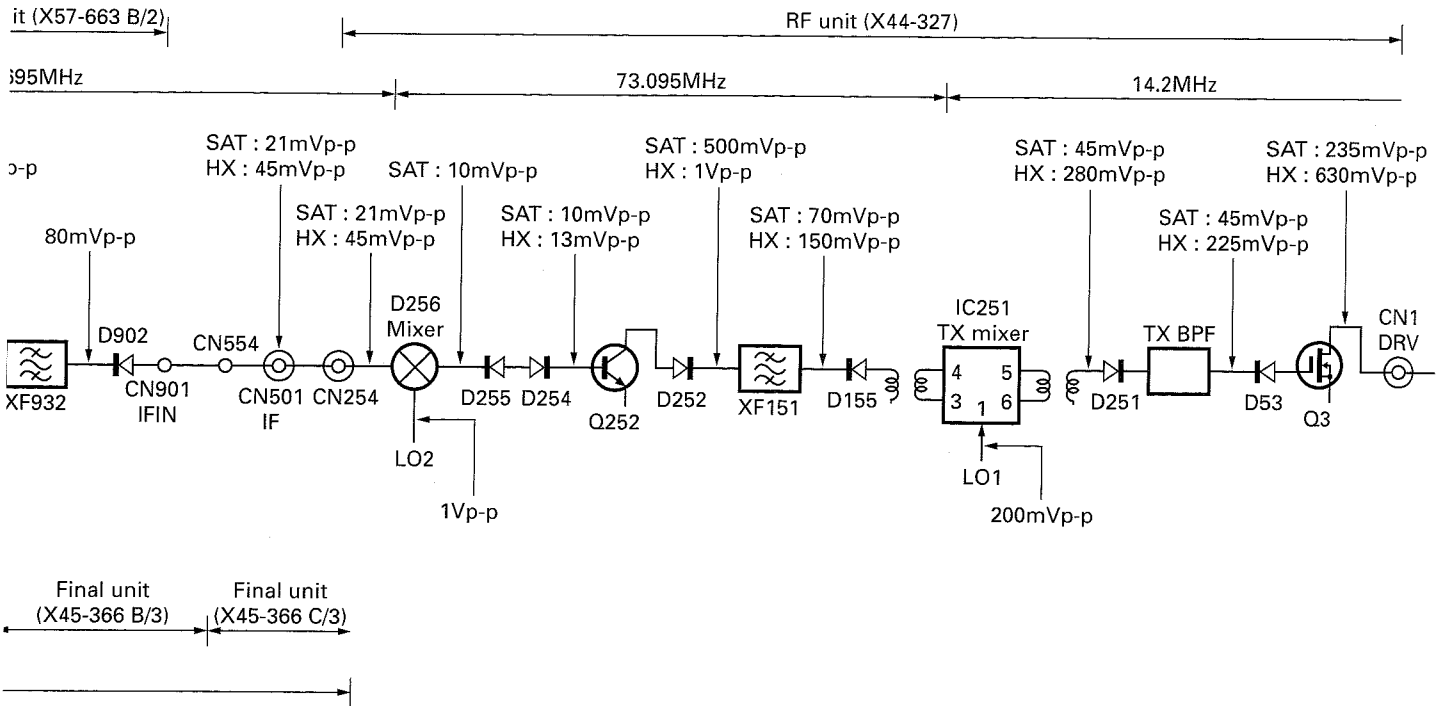 it (X57-663 B/2)
RF unit (X44-327)
695MHz
73.095MHz
14.2MHz
p-p
SAT : 21mVp-p
HX : 45mVp-p
SAT : 10mVp-p
SAT : 500mVp-p
HX : 1Vp-p
SAT : 45mVp-p
HX : 280mVp-p
SAT : 235mVp-p
HX : 630mVp-p
80mVp-p
SAT : 21mVp-p
HX : 45mVp-p
SAT : 10mVp-p
HX : 13mVp-p
SAT : 70mVp-p
HX : 150mVp-p
SAT : 45mVp-p
HX : 225mVp-p
D256
Mixer
IC251
TX mixer
TX BPF
CN1
DRV
D902
CN554
4
5
3
1
6
XF932
CN901
IFIN
CN501
IF
CN254
D255
D254
Q252
D252
XF151
D155
D251
D53
Q3
LO2
LO1
1Vp-p
200mVp-p
Final unit
(X45-366 B/3)
Final unit
(X45-366 C/3)